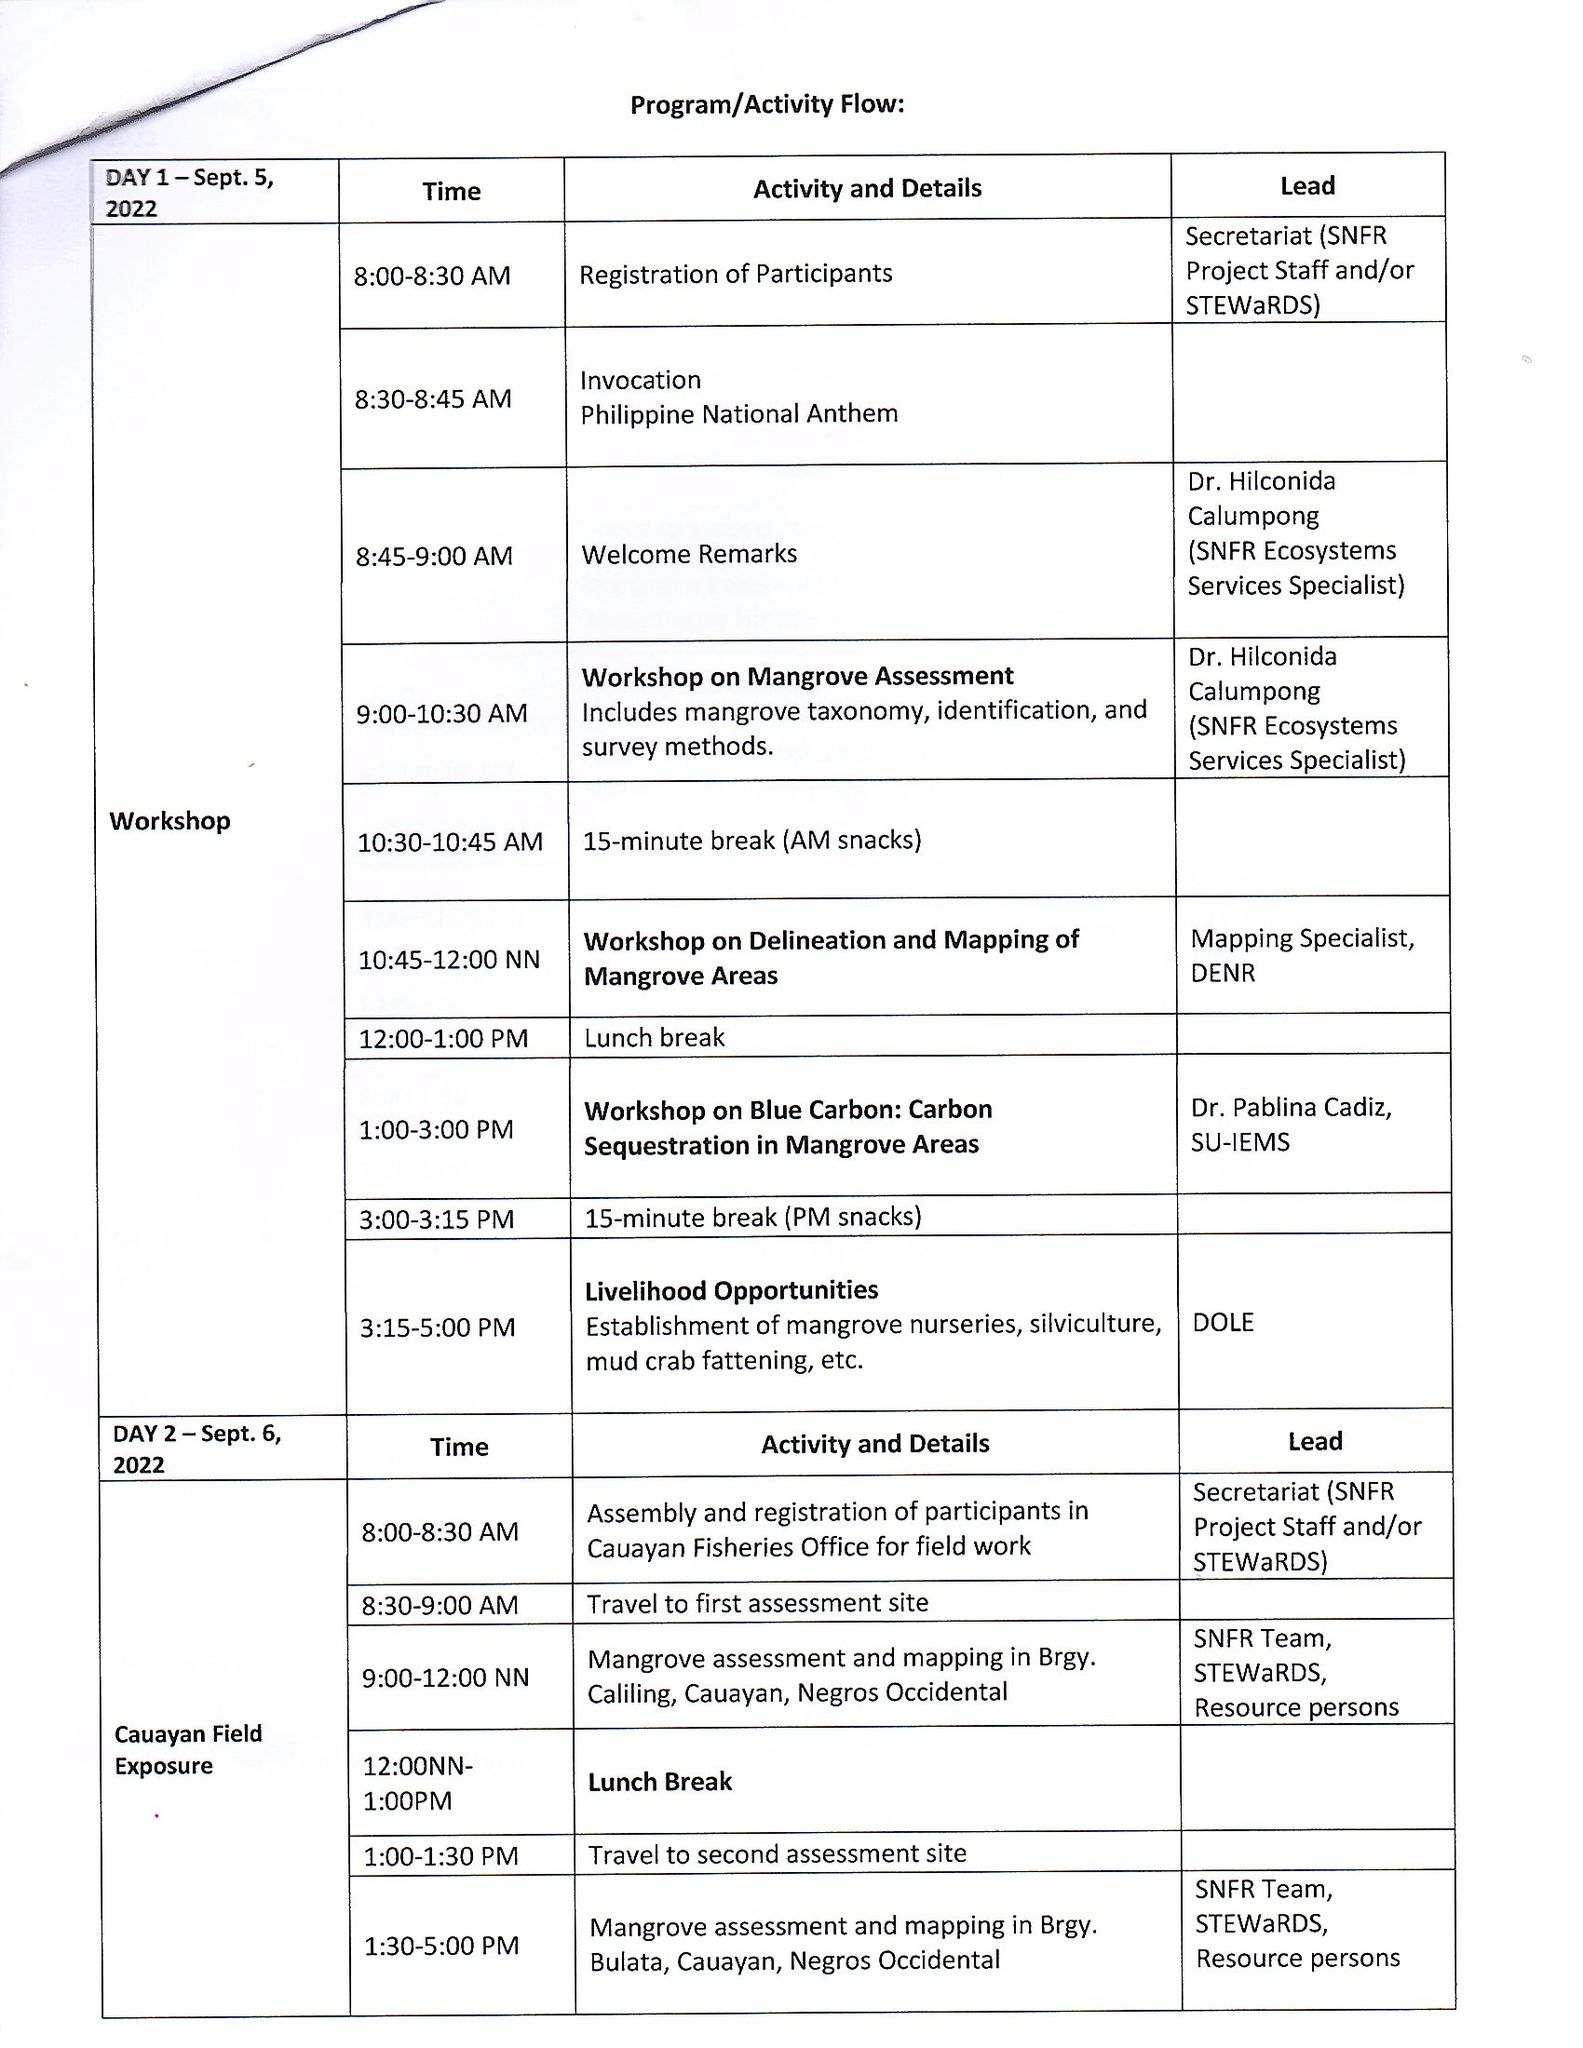 Program/Activity Flow:
DAY 1 – Sept. 5,
2022
Time
Activity and Details
Lead
Workshop
8:00-8:30 AM
Registration of Participants
Secretariat (SNFR
Project Staff and/or
STEWaRDS)
8:30-8:45 AM
Invocation
Philippine National Anthem
8:45-9:00 AM
Welcome Remarks
Dr. Hilconida
Calumpong
(SNFR Ecosystems
Services Specialist)
9:00-10:30 AM
Workshop on Mangrove Assessment
Includes mangrove taxonomy, identification, and
survey methods.
Dr. Hilconida
Calumpong
(SNFR Ecosystems
Services Specialist)
10:30-10:45 AM
15-minute break (AM snacks)
10:45-12:00 NN
Workshop on Delineation and Mapping of
Mangrove Areas
Mapping Specialist,
DENR
12:00-1:00 PM
Lunch break
1:00-3:00 PM
Workshop on Blue Carbon: Carbon
Sequestration in Mangrove Areas
Dr. Pablina Cadiz,
SU-IEMS
3:00-3:15 PM
15-minute break (PM snacks)
3:15-5:00 PM
Livelihood Opportunities
Establishment of mangrove nurseries, silviculture,
mud crab fattening, etc.
DOLE
DAY 2 – Sept. 6,
2022
Time
Activity and Details
Lead
Cauayan Field
Exposure
8:00-8:30 AM
Assembly and registration of participants in
Cauayan Fisheries Office for field work
Secretariat (SNFR
Project Staff and/or
STEWaRDS)
8:30-9:00 AM
Travel to first assessment site
9:00-12:00 NN
Mangrove assessment and mapping in Brgy.
Caliling, Cauayan, Negros Occidental
SNFR Team,
STEWaRDS,
Resource persons
12:00NN-
1:00PM
Lunch Break
1:00-1:30 PM
Travel to second assessment site
1:30-5:00 PM
Mangrove assessment and mapping in Brgy.
Bulata, Cauayan, Negros Occidental
SNFR Team,
STEWaRDS,
Resource persons